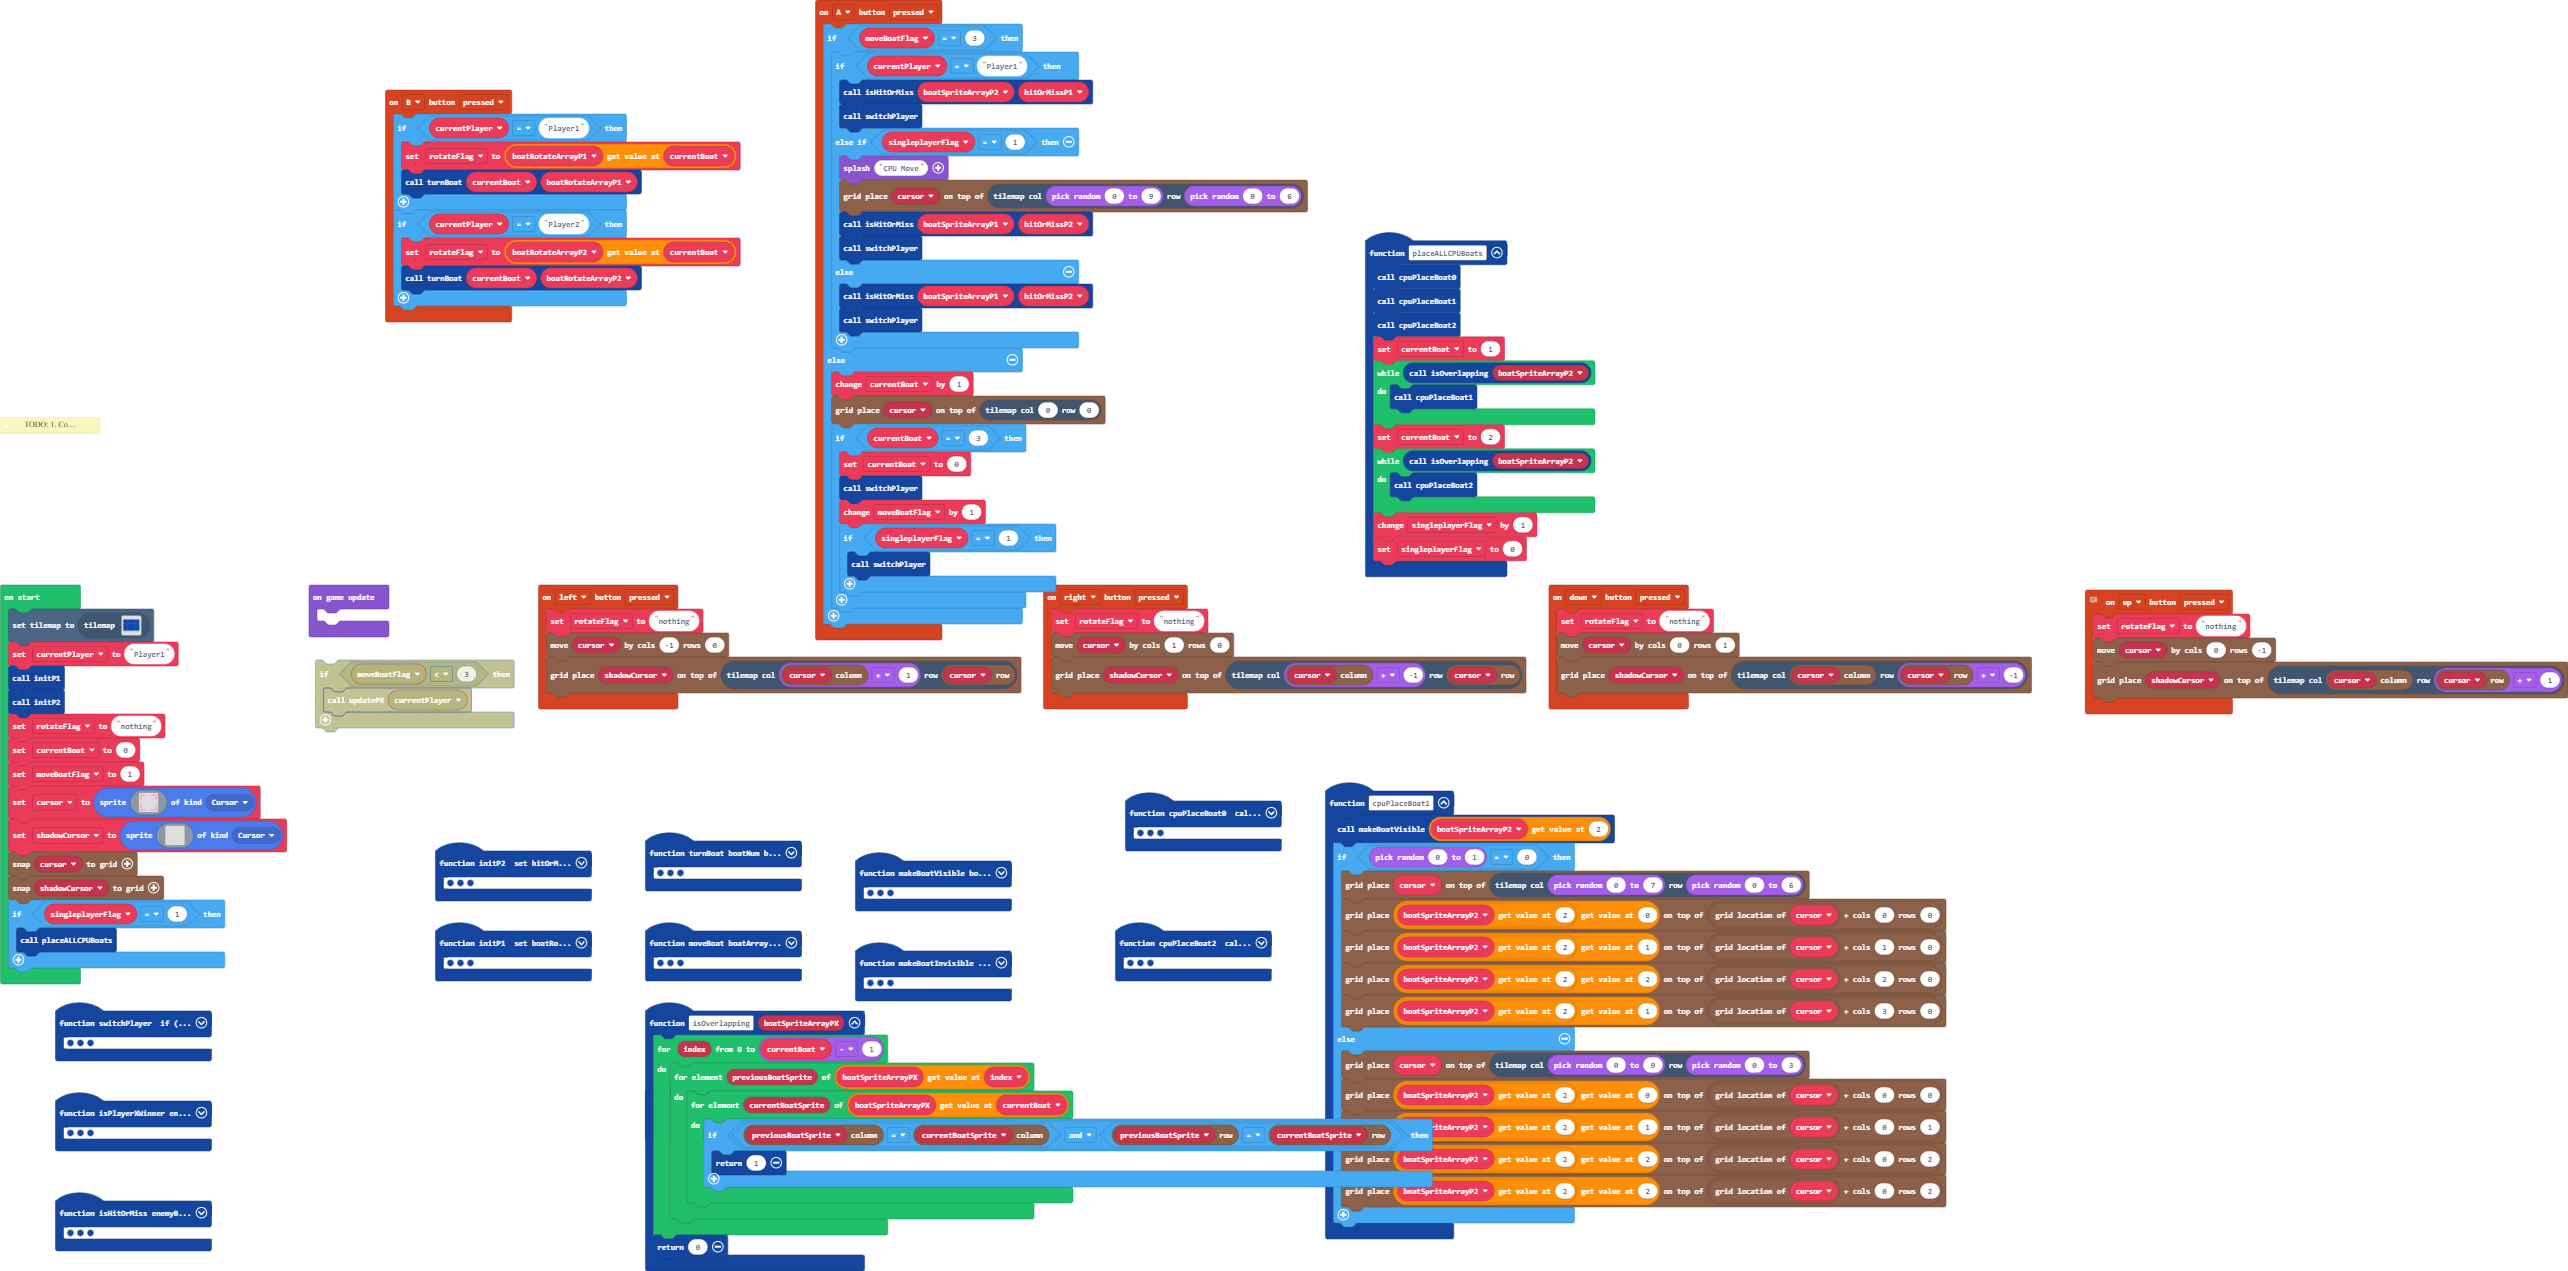 on A button pressed
if moveBoatFlag = 3 then
if currentPlayer = "Player1" then
call isHitOrMiss boatSpriteArrayP2 hitOrMissP1
call switchPlayer
else if singleplayerFlag = 1 then
splash "CPU Move"
grid place cursor on top of tilemap col pick random 0 to 9 row pick random 0 to 6
call isHitOrMiss boatSpriteArrayP1 hitOrMissP2
call switchPlayer
else
call isHitOrMiss boatSpriteArrayP1 hitOrMissP2
call switchPlayer
else
change currentBoat by 1
grid place cursor on top of tilemap col 0 row 0
if currentBoat = 3 then
set currentBoat to 0
call switchPlayer
change moveBoatFlag by 1
if singleplayerFlag = 1 then
call switchPlayer
on B button pressed
if currentPlayer = "Player1" then
set rotateFlag to boatRotateArrayP1 get value at currentBoat
call turnBoat currentBoat boatRotateArrayP1
if currentPlayer = "Player2" then
set rotateFlag to boatRotateArrayP2 get value at currentBoat
call turnBoat currentBoat boatRotateArrayP2
function placeALLCPUBoats
call cpuPlaceBoat0
call cpuPlaceBoat1
call cpuPlaceBoat2
set currentBoat to 1
while call isOverlapping boatSpriteArrayP2
do call cpuPlaceBoat1
set currentBoat to 2
while call isOverlapping boatSpriteArrayP2
do call cpuPlaceBoat2
change singleplayerFlag by 1
set singleplayerFlag to 0
TODO: 1. Co...
on start
set tilemap to tilemap
set currentPlayer to "Player1"
call initP1
call initP2
set rotateFlag to "nothing"
set currentBoat to 0
set moveBoatFlag to 1
set cursor to sprite of kind Cursor
set shadowCursor to sprite of kind Cursor
snap cursor to grid
snap shadowCursor to grid
if singleplayerFlag = 1 then
call placeALLCPUBoats
on game update
if moveBoatFlag < 3 then
call updatePX currentPlayer
on left button pressed
set rotateFlag to "nothing"
move cursor by cols -1 rows 0
grid place shadowCursor on top of tilemap col cursor column + 1 row cursor row
on right button pressed
set rotateFlag to "nothing"
move cursor by cols 1 rows 0
grid place shadowCursor on top of tilemap col cursor column + -1 row cursor row
on down button pressed
set rotateFlag to "nothing"
move cursor by cols 0 rows 1
grid place shadowCursor on top of tilemap col cursor column row cursor row + -1
on up button pressed
set rotateFlag to "nothing"
move cursor by cols 0 rows -1
grid place shadowCursor on top of tilemap col cursor column row cursor row + 1
function initP2 set hitOrM...
function turnBoat boatNum b...
function makeBoatVisible bo...
function initP1 set boatRo...
function moveBoat boatArray...
function makeBoatInvisible ...
function cpuPlaceBoat0 cal...
function cpuPlaceBoat2 cal...
function switchPlayer if (...
function isPlayerXWinner en...
function isHitOrMiss enemyB...
function isOverlapping boatSpriteArrayPX
for index from 0 to currentBoat - 1
do for element previousBoatSprite of boatSpriteArrayPX get value at index
do for element currentBoatSprite of boatSpriteArrayPX get value at currentBoat
do if previousBoatSprite column = currentBoatSprite column and previousBoatSprite row = currentBoatSprite row then
return 1
return 0
function cpuPlaceBoat1
call makeBoatVisible boatSpriteArrayP2 get value at 2
if pick random 0 to 1 = 0 then
grid place cursor on top of tilemap col pick random 0 to 7 row pick random 0 to 6
grid place boatSpriteArrayP2 get value at 2 get value at 0 on top of grid location of cursor + cols 0 rows 0
grid place boatSpriteArrayP2 get value at 2 get value at 1 on top of grid location of cursor + cols 1 rows 0
grid place boatSpriteArrayP2 get value at 2 get value at 2 on top of grid location of cursor + cols 2 rows 0
grid place boatSpriteArrayP2 get value at 2 get value at 1 on top of grid location of cursor + cols 3 rows 0
else
grid place cursor on top of tilemap col pick random 0 to 9 row pick random 0 to 3
grid place boatSpriteArrayP2 get value at 2 get value at 0 on top of grid location of cursor + cols 0 rows 0
riteArrayP2 get value at 2 get value at 1 on top of grid location of cursor + cols 0 rows 1
grid place boatSpriteArrayP2 get value at 2 get value at 2 on top of grid location of cursor + cols 0 rows 2
grid place boatSpriteArrayP2 get value at 2 get value at 2 on top of grid location of cursor + cols 0 rows 2